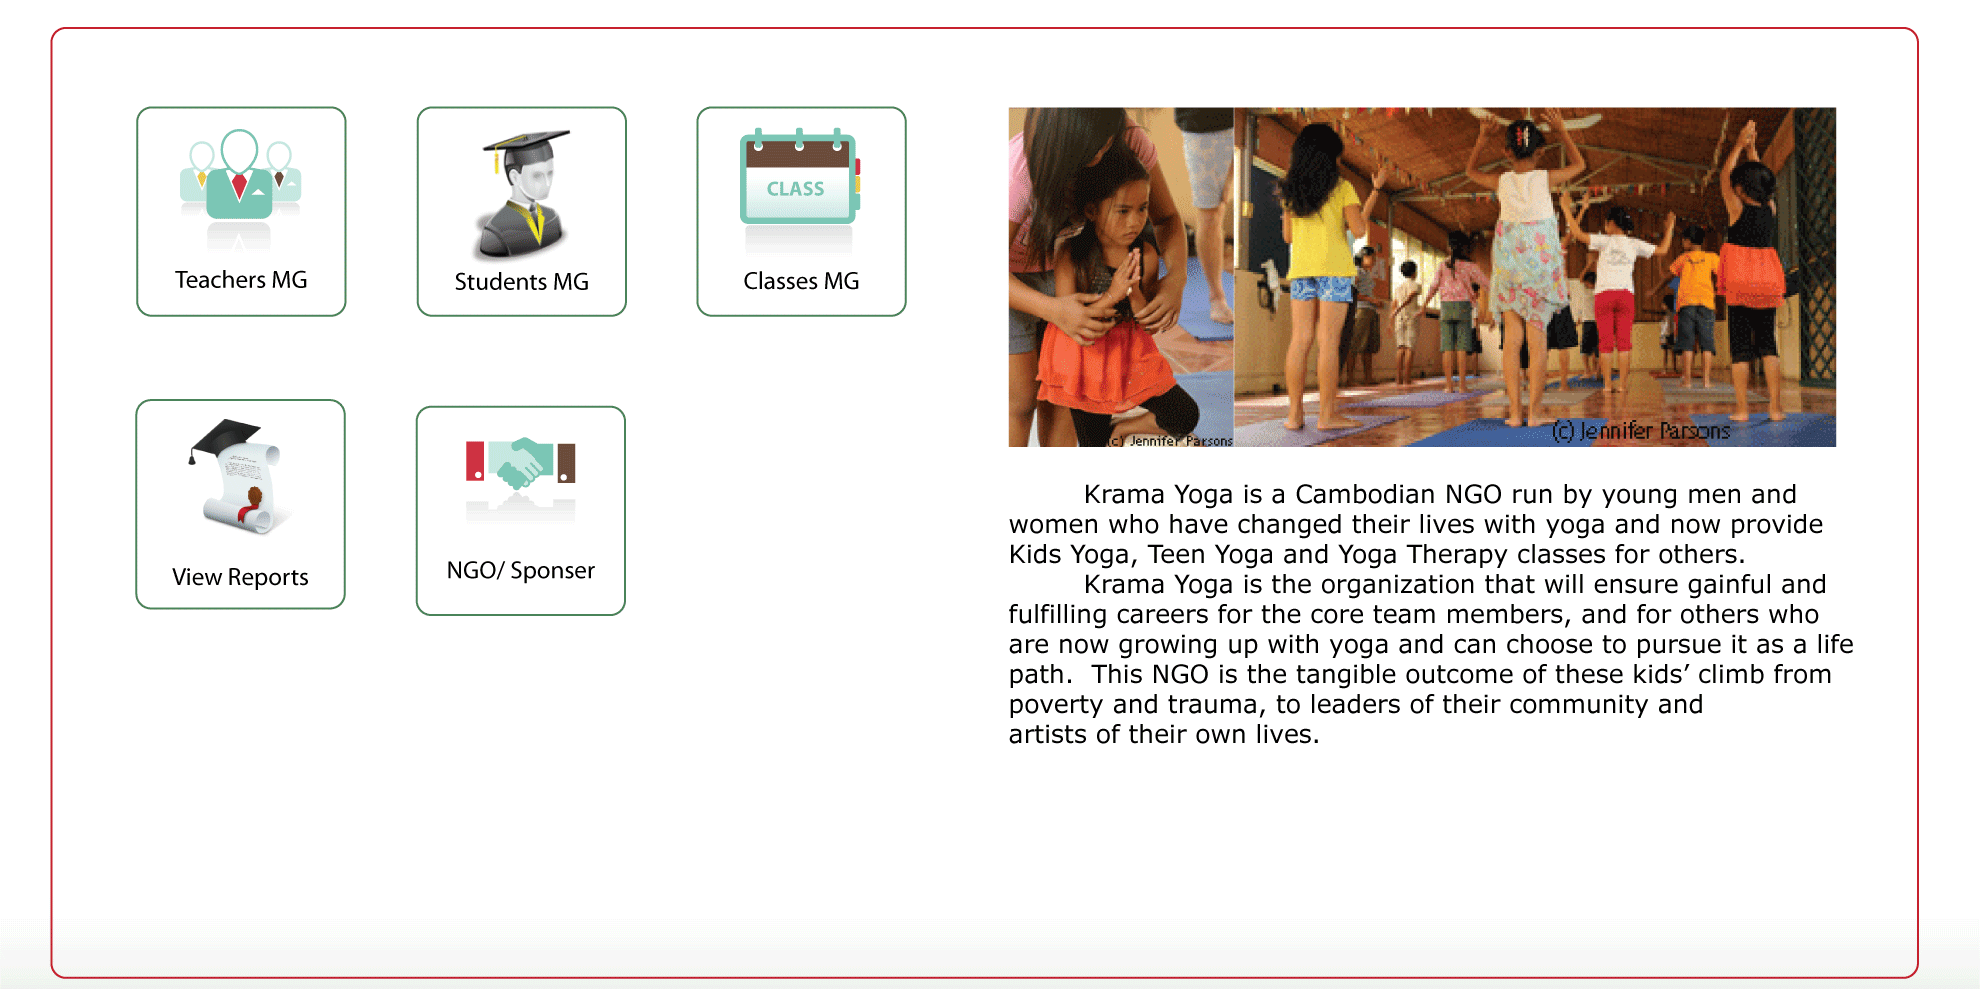 CLASS
Teachers MG
Students MG
Classes MG
View Reports
NGO/ Sponser
(c) Jennifer Parsons
(c) Jennifer Parsons
Krama Yoga is a Cambodian NGO run by young men and
women who have changed their lives with yoga and now provide
Kids Yoga, Teen Yoga and Yoga Therapy classes for others.
Krama Yoga is the organization that will ensure gainful and
fulfilling careers for the core team members, and for others who
are now growing up with yoga and can choose to pursue it as a life
path.  This NGO is the tangible outcome of these kids’ climb from
poverty and trauma, to leaders of their community and
artists of their own lives.